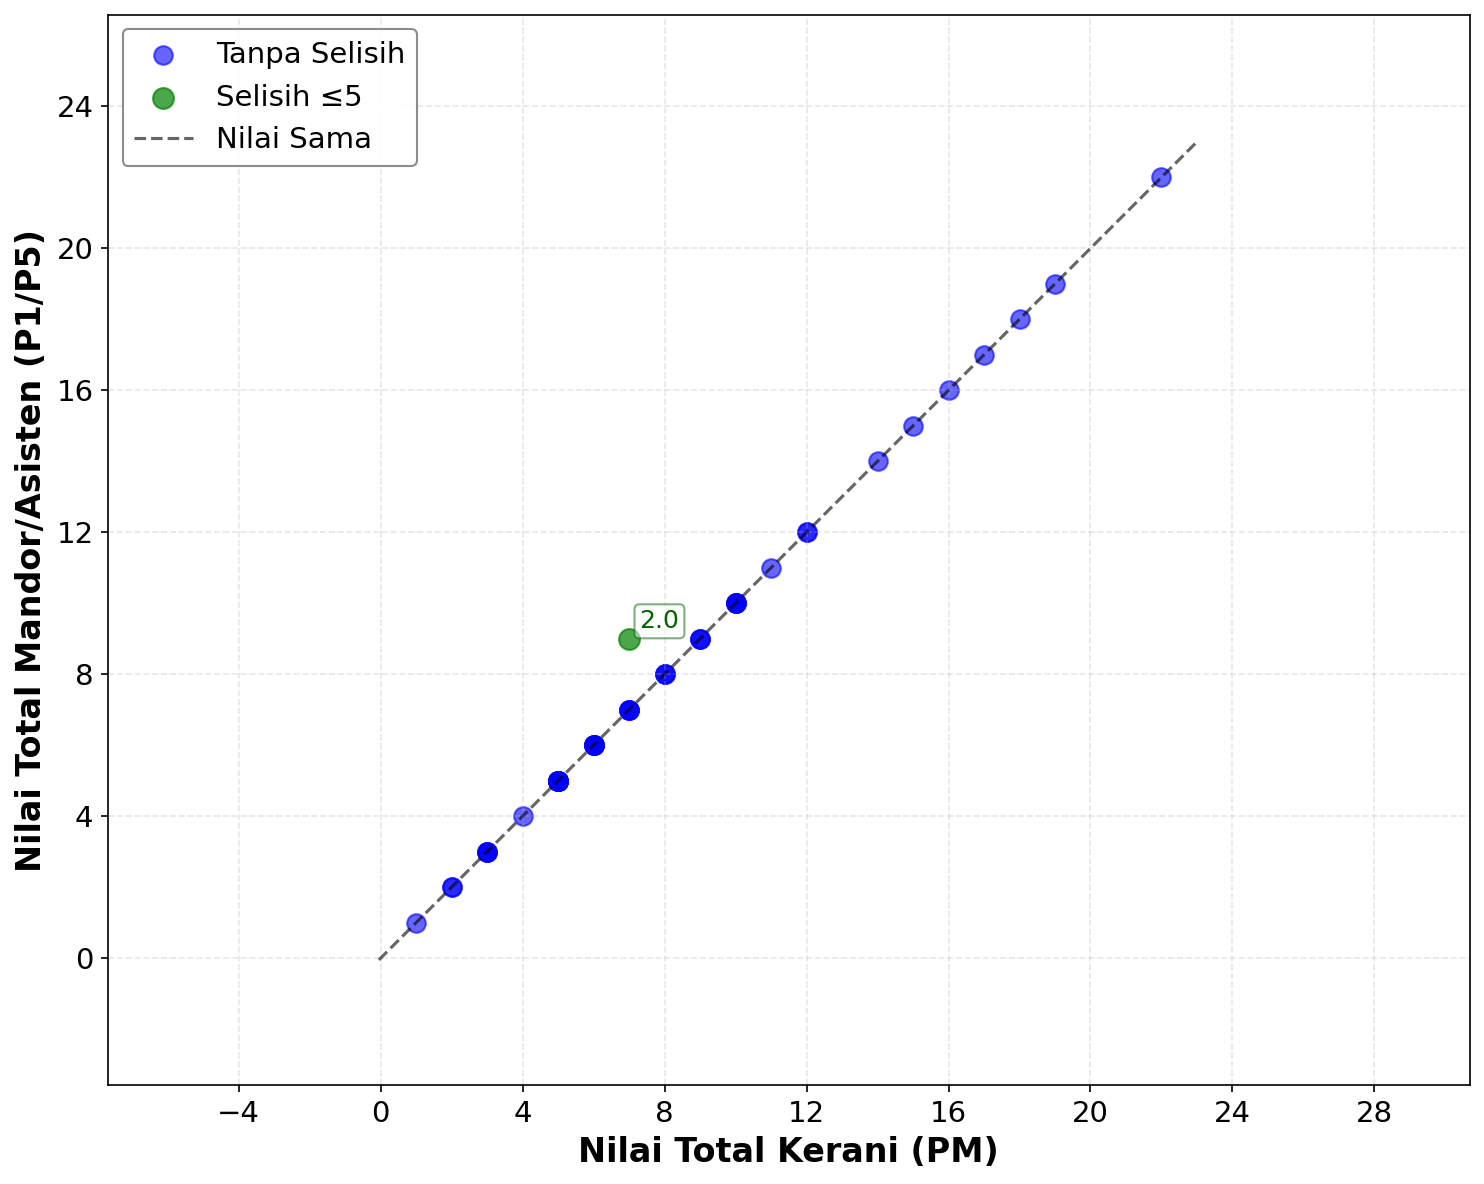 Tanpa Selisih
Selisih ≤5
Nilai Sama
Nilai Total Mandor/Asisten (P1/P5)
24
20
16
12
8
4
0
2.0
−4 0 4 8 12 16 20 24 28
Nilai Total Kerani (PM)